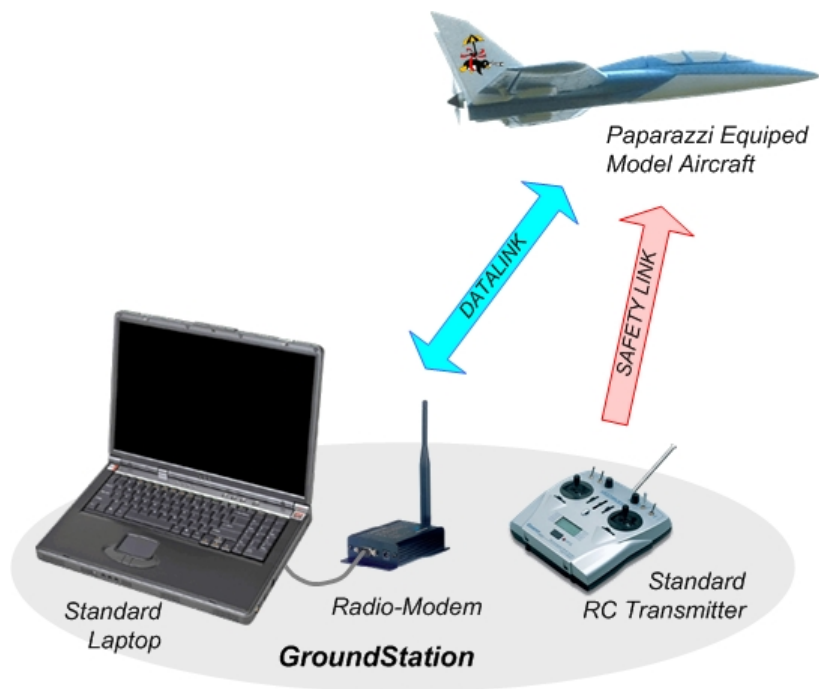 Paparazzi Equiped
Model Aircraft
DATALINK
SAFETY LINK
Standard
Laptop
Radio-Modem
Standard
RC Transmitter
GroundStation